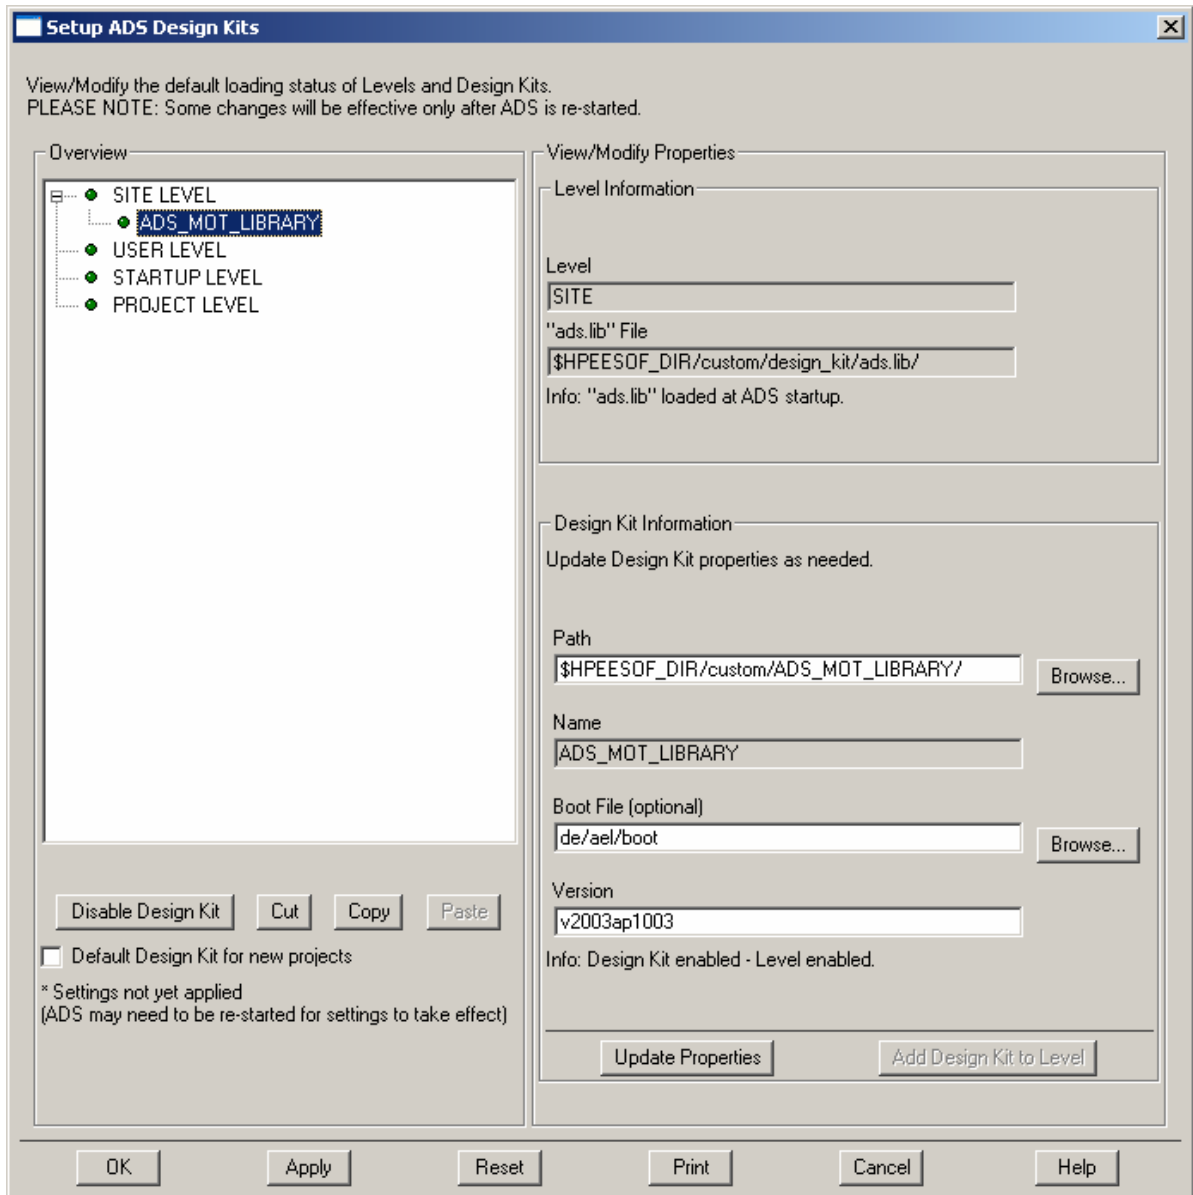 Setup ADS Design Kits
View/Modify the default loading status of Levels and Design Kits.
PLEASE NOTE: Some changes will be effective only after ADS is re-started.
Overview
SITE LEVEL
ADS_MOT_LIBRARY
USER LEVEL
STARTUP LEVEL
PROJECT LEVEL
Disable Design Kit
Cut
Copy
Paste
Default Design Kit for new projects
* Settings not yet applied
(ADS may need to be re-started for settings to take effect)
View/Modify Properties
Level Information
Level
SITE
"ads.lib" File
$HPEESOF_DIR/custom/design_kit/ads.lib/
Info: "ads.lib" loaded at ADS startup.
Design Kit Information
Update Design Kit properties as needed.
Path
$HPEESOF_DIR/custom/ADS_MOT_LIBRARY/
Browse...
Name
ADS_MOT_LIBRARY
Boot File (optional)
de/ael/boot
Browse...
Version
v2003ap1003
Info: Design Kit enabled - Level enabled.
Update Properties
Add Design Kit to Level
OK
Apply
Reset
Print
Cancel
Help